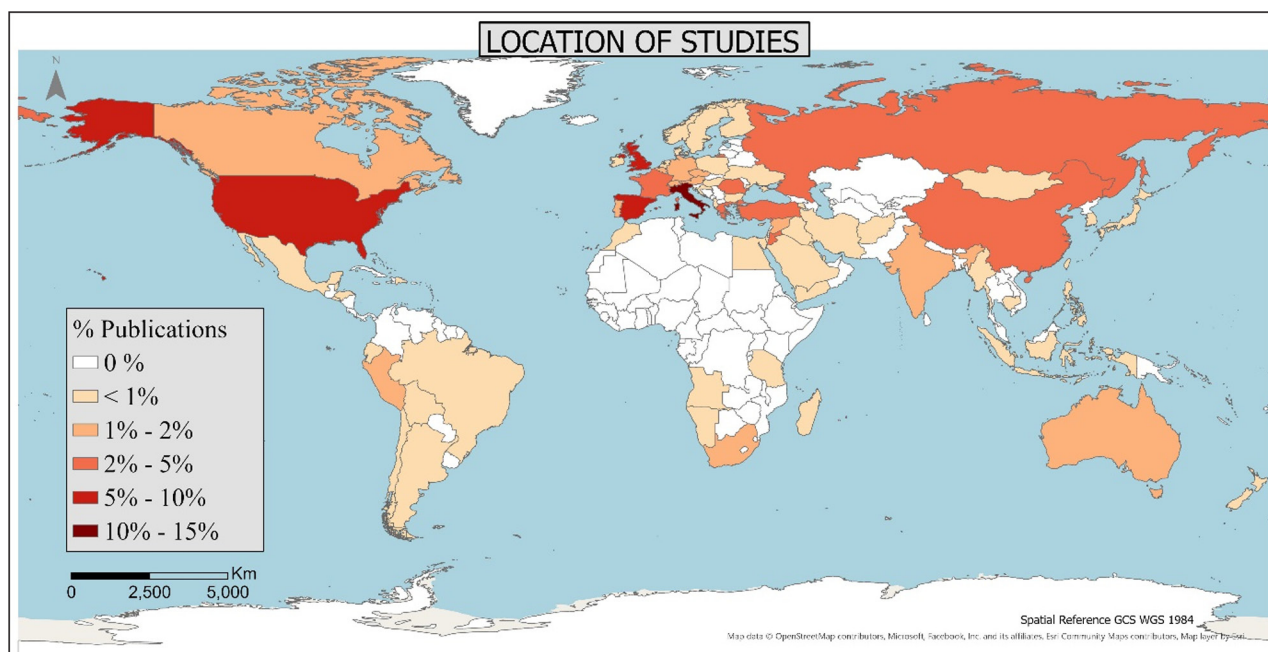 LOCATION OF STUDIES
N
% Publications
0 %
< 1%
1% - 2%
2% - 5%
5% - 10%
10% - 15%
Km
0 2,500 5,000
Spatial Reference GCS WGS 1984
Map data © OpenStreetMap contributors, Microsoft, Facebook, Inc. and its affiliates, Esri Community Maps contributors, Map layer by Esri